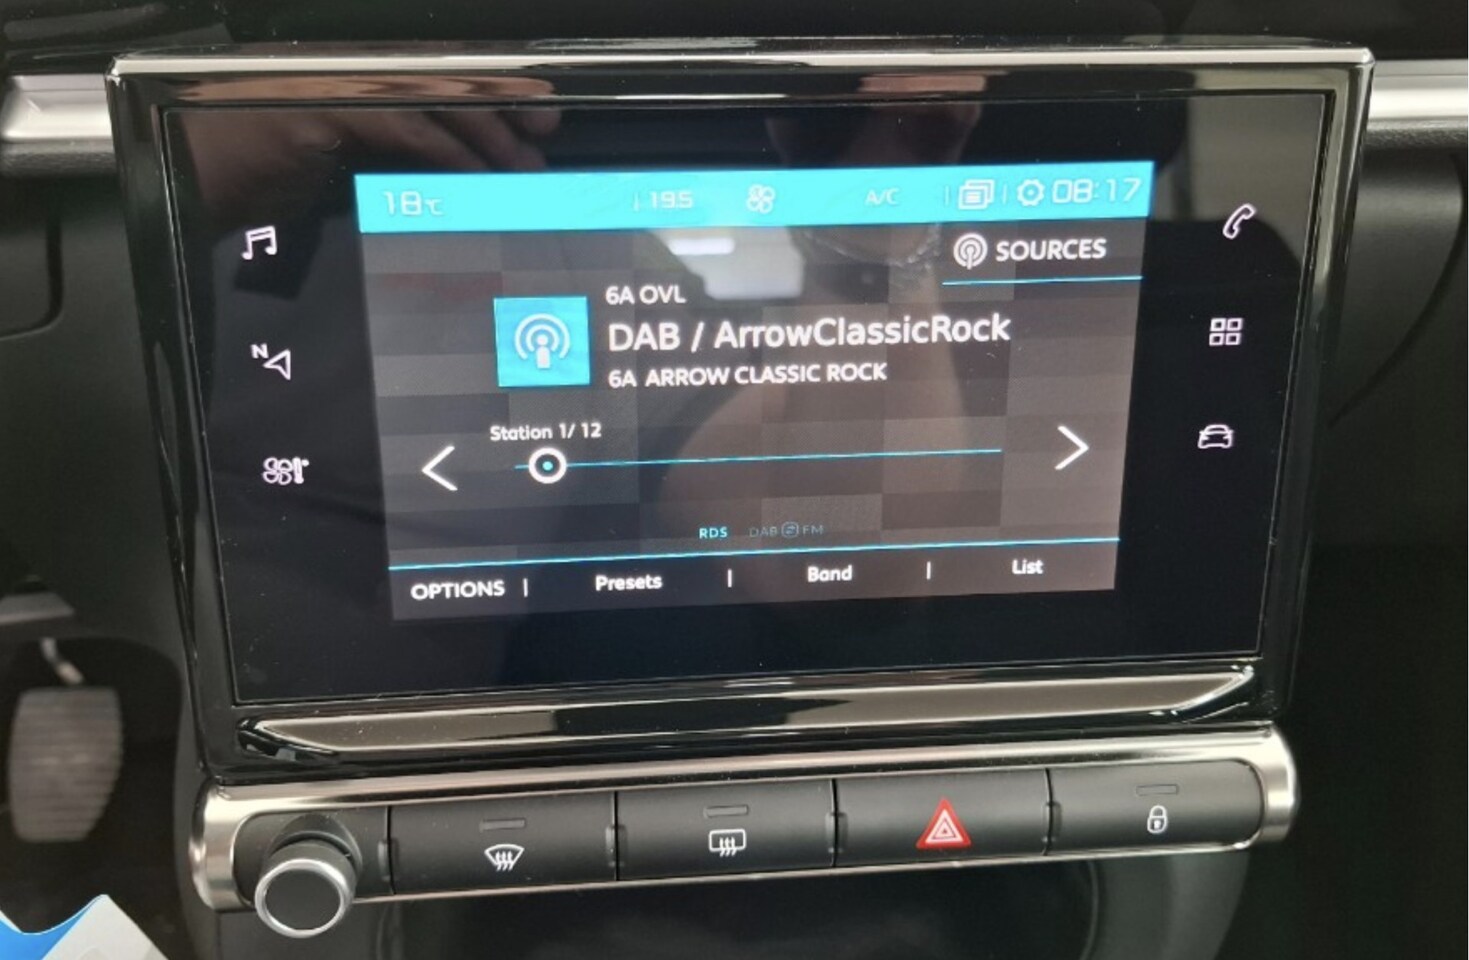 18°C 19.5 A/C 08:17
SOURCES
6A OVL
DAB / ArrowClassicRock
6A ARROW CLASSIC ROCK
Station 1/ 12
RDS DAB FM
OPTIONS | Presets | Band | List
N